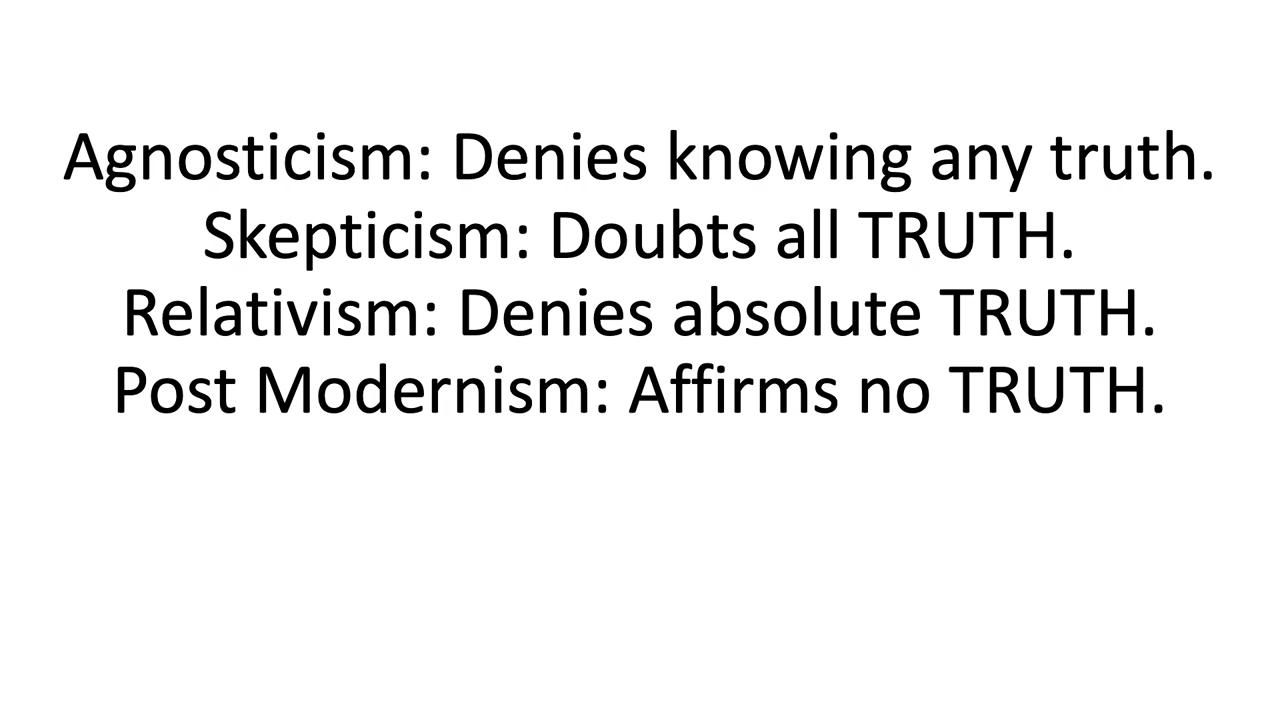 Agnosticism: Denies knowing any truth.
Skepticism: Doubts all TRUTH.
Relativism: Denies absolute TRUTH.
Post Modernism: Affirms no TRUTH.